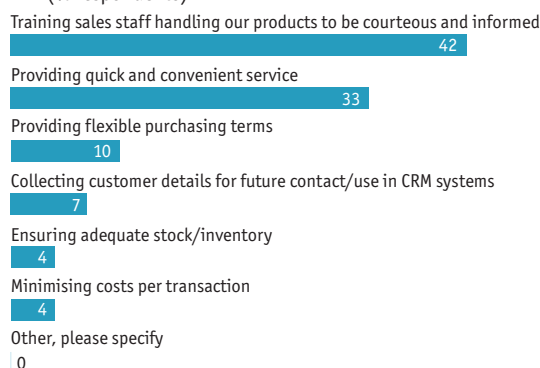 Training sales staff handling our products to be courteous and informed
42
Providing quick and convenient service
33
Providing flexible purchasing terms
10
Collecting customer details for future contact/use in CRM systems
7
Ensuring adequate stock/inventory
4
Minimising costs per transaction
4
Other, please specify
0